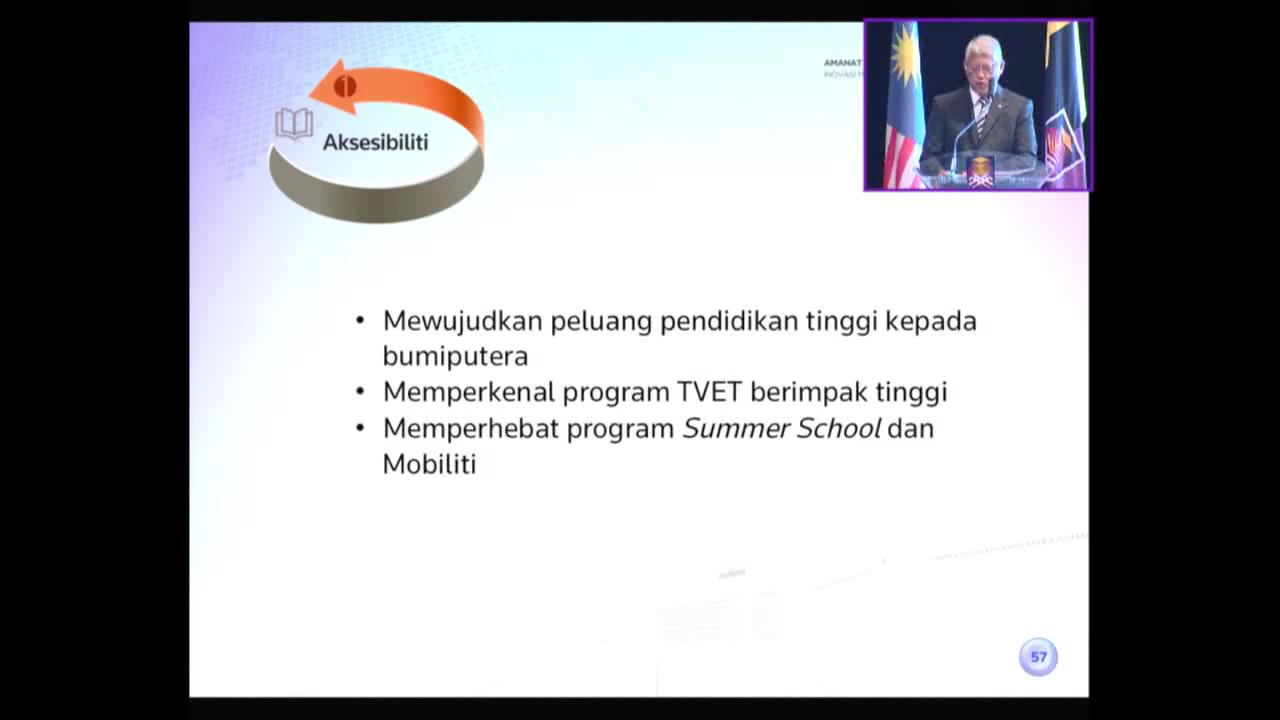 AMANAT
INOVASI
1
Aksesibiliti
• Mewujudkan peluang pendidikan tinggi kepada
bumiputera
• Memperkenal program TVET berimpak tinggi
• Memperhebat program Summer School dan
Mobiliti
57